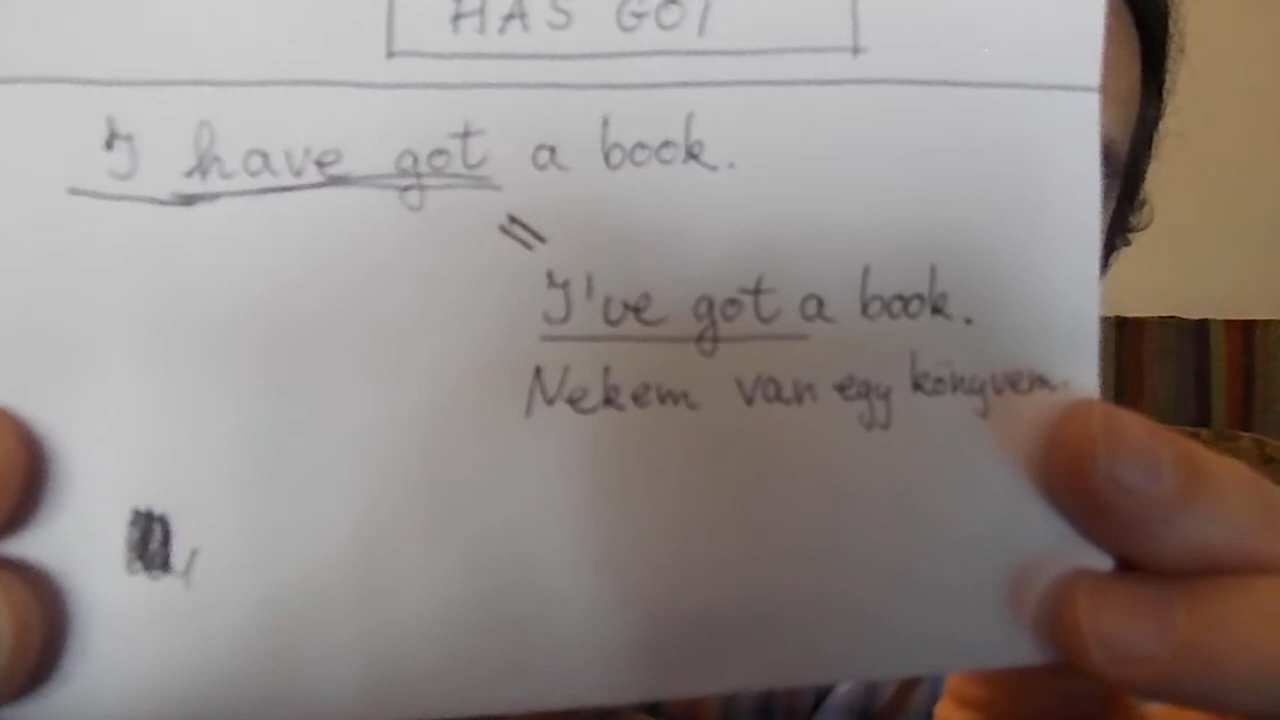 HAS GOT
I have got a book.
=
I've got a book.
Nekem van egy könyvem.